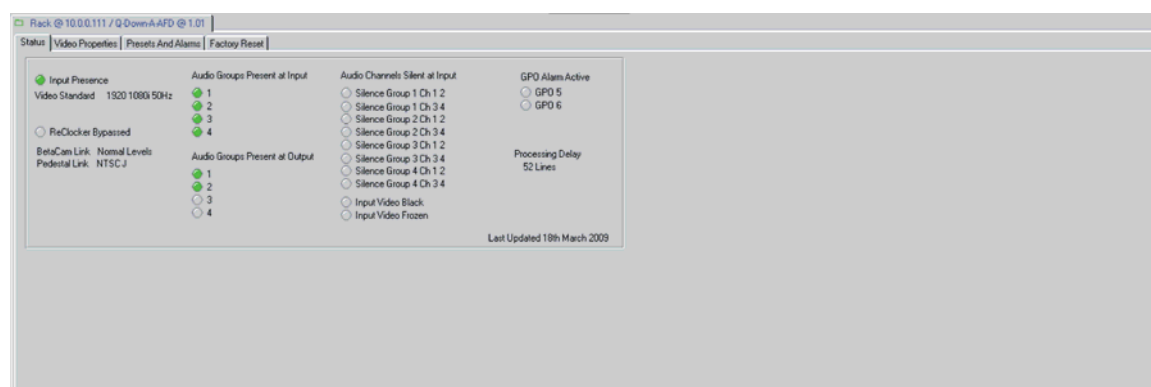 Rack @ 10.0.0.111 / Q-Down-A-AFD @ 1.01
Status Video Properties Presets And Alarms Factory Reset
Input Presence
Video Standard 1920 1080i 50Hz
ReClocker Bypassed
BetaCam Link Normal Levels
Pedestal Link NTSC J
Audio Groups Present at Input
1
2
3
4
Audio Groups Present at Output
1
2
3
4
Audio Channels Silent at Input
Silence Group 1 Ch 1 2
Silence Group 1 Ch 3 4
Silence Group 2 Ch 1 2
Silence Group 2 Ch 3 4
Silence Group 3 Ch 1 2
Silence Group 3 Ch 3 4
Silence Group 4 Ch 1 2
Silence Group 4 Ch 3 4
Input Video Black
Input Video Frozen
GPO Alarm Active
GPO 5
GPO 6
Processing Delay
52 Lines
Last Updated 18th March 2009